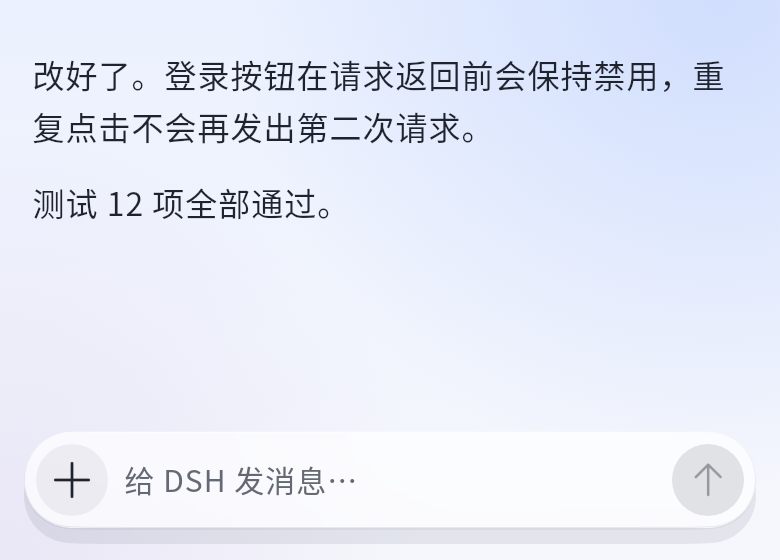 改好了。登录按钮在请求返回前会保持禁用，重
复点击不会再发出第二次请求。
测试 12 项全部通过。
给 DSH 发消息…